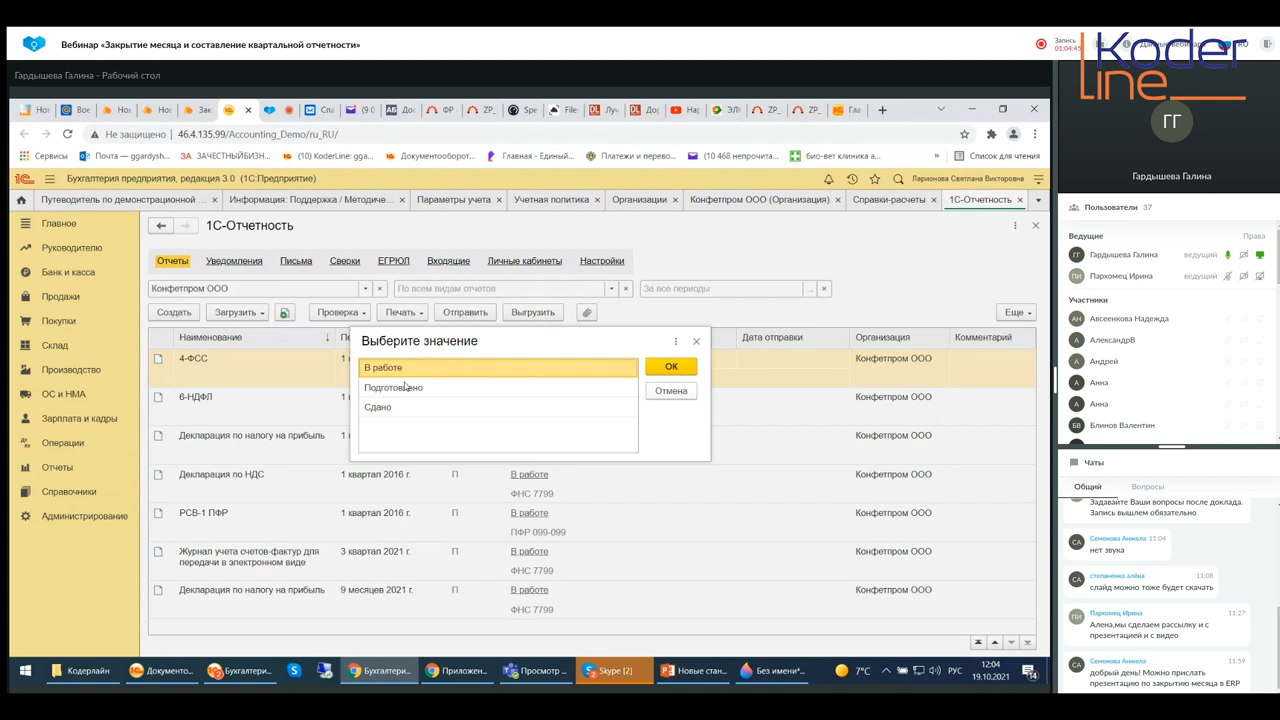 Вебинар «Закрытие месяца и составление квартальной отчетности»
Запись
01:04:45
RU
Koder
line
Гардышева Галина - Рабочий стол
ГГ
Гардышева Галина
Не защищено
46.4.135.99/Accounting_Demo/ru_RU/
Сервисы
Почта — ggardysh...
ЗАЧЕСТНЫЙБИЗН...
(10) KoderLine: gga...
Документооборот...
Главная - Единый...
Платежи и перево...
(10 468 непрочита...
био-вет клиника а...
»
Список для чтения
Бухгалтерия предприятия, редакция 3.0 (1С:Предприятие)
Ларионова Светлана Викторовна
Путеводитель по демонстрационной ...
Информация: Поддержка / Методичес...
Параметры учета
Учетная политика
Организации
Конфетпром ООО (Организация)
Справки-расчеты
1С-Отчетность
Главное
Руководителю
Банк и касса
Продажи
Покупки
Склад
Производство
ОС и НМА
Зарплата и кадры
Операции
Отчеты
Справочники
Администрирование
1С-Отчетность
Отчеты
Уведомления
Письма
Сверки
ЕГРЮЛ
Входящие
Личные кабинеты
Настройки
Конфетпром ООО
По всем видам отчетов
За все периоды
Создать
Загрузить
Проверка
Печать
Отправить
Выгрузить
Еще
Наименование
Дата отправки
Организация
Комментарий
4-ФСС
Конфетпром ООО
6-НДФЛ
Конфетпром ООО
Декларация по налогу на прибыль
Конфетпром ООО
Декларация по НДС
1 квартал 2016 г.
П
В работе
ФНС 7799
Конфетпром ООО
РСВ-1 ПФР
1 квартал 2016 г.
П
В работе
ПФР 099-099
Конфетпром ООО
Журнал учета счетов-фактур для
передачи в электронном виде
3 квартал 2021 г.
П
В работе
ФНС 7799
Конфетпром ООО
Декларация по налогу на прибыль
9 месяцев 2021 г.
П
В работе
ФНС 7799
Конфетпром ООО
Выберите значение
В работе
Подготовлено
Сдано
ОК
Отмена
Пользователи 37
Ведущие
Права
ГГ
Гардышева Галина
ведущий
ПИ
Пархомец Ирина
ведущий
Участники
АН
Авсеенкова Надежда
АлександрВ
Андрей
Анна
Анна
Блинов Валентин
Чаты
Общий
Вопросы
Задавайте Ваши вопросы после доклада.
Запись вышлем обязательно
СА
Семенова Анжела 11:04
нет звука
СА
степаненко алёна 11:08
слайд можно тоже будет скачать
ПИ
Пархомец Ирина 11:27
Алена,мы сделаем рассылку и с
презентацией и с видео
СА
Семенова Анжела 11:59
добрый день! Можно прислать
презентацию по закрытию месяца в ERP
Кодерлайн
Документо...
Бухгалтери...
Бухгалтери...
Приложен...
Просмотр ...
Skype [2]
Новые стан...
Без имени*...
7°C
РУС
12:04
19.10.2021
14